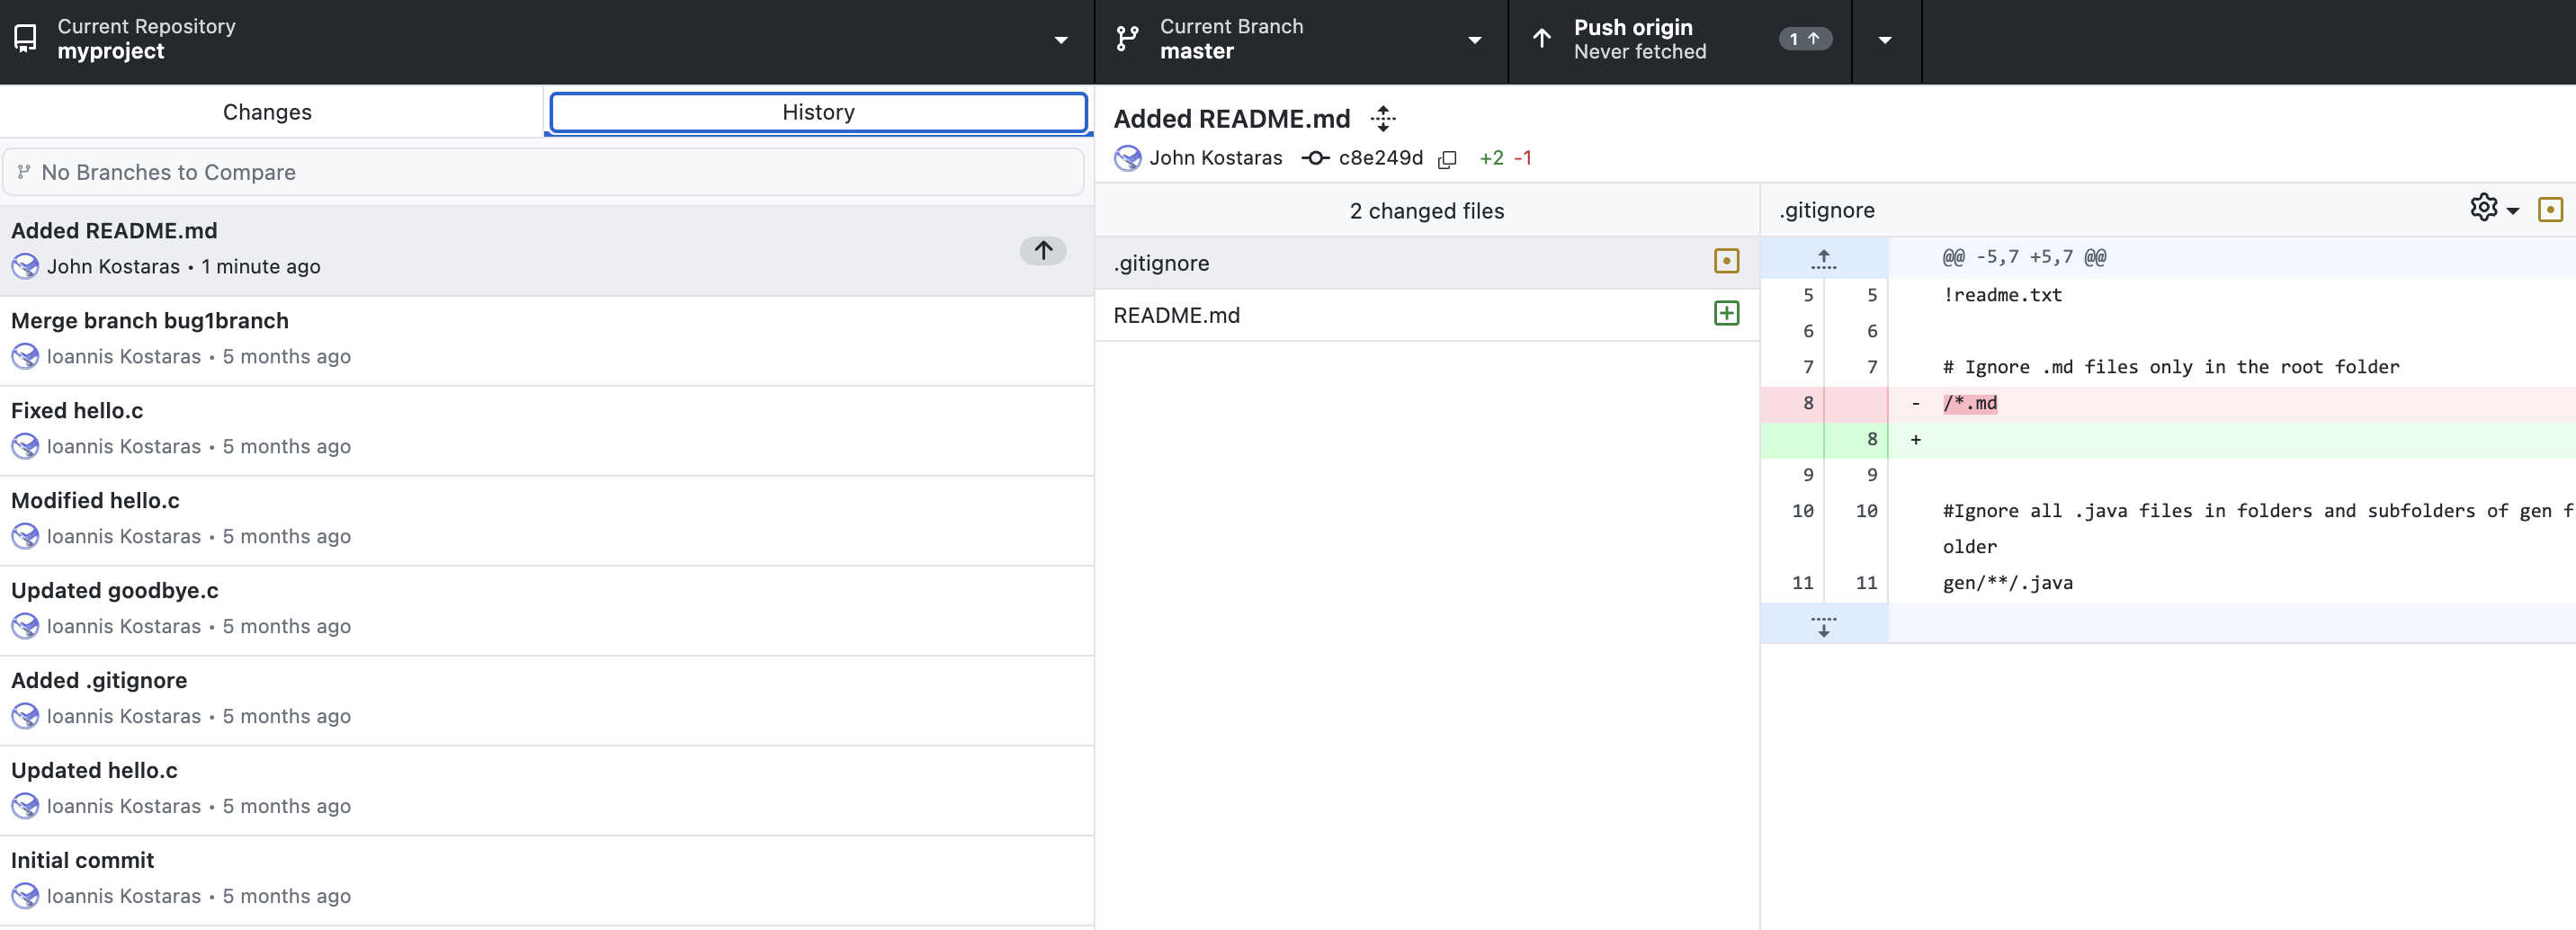 Current Repository
myproject
Current Branch
master
Push origin
Never fetched
1
Changes
History
No Branches to Compare
Added README.md
John Kostaras • 1 minute ago
Merge branch bug1branch
Ioannis Kostaras • 5 months ago
Fixed hello.c
Ioannis Kostaras • 5 months ago
Modified hello.c
Ioannis Kostaras • 5 months ago
Updated goodbye.c
Ioannis Kostaras • 5 months ago
Added .gitignore
Ioannis Kostaras • 5 months ago
Updated hello.c
Ioannis Kostaras • 5 months ago
Initial commit
Ioannis Kostaras • 5 months ago
Added README.md
John Kostaras c8e249d +2 -1
2 changed files
.gitignore
README.md
.gitignore
@@ -5,7 +5,7 @@
5 5 !readme.txt
6 6
7 7 # Ignore .md files only in the root folder
8 - /*.md
8 +
9 9
10 10 #Ignore all .java files in folders and subfolders of gen f
older
11 11 gen/**/.java